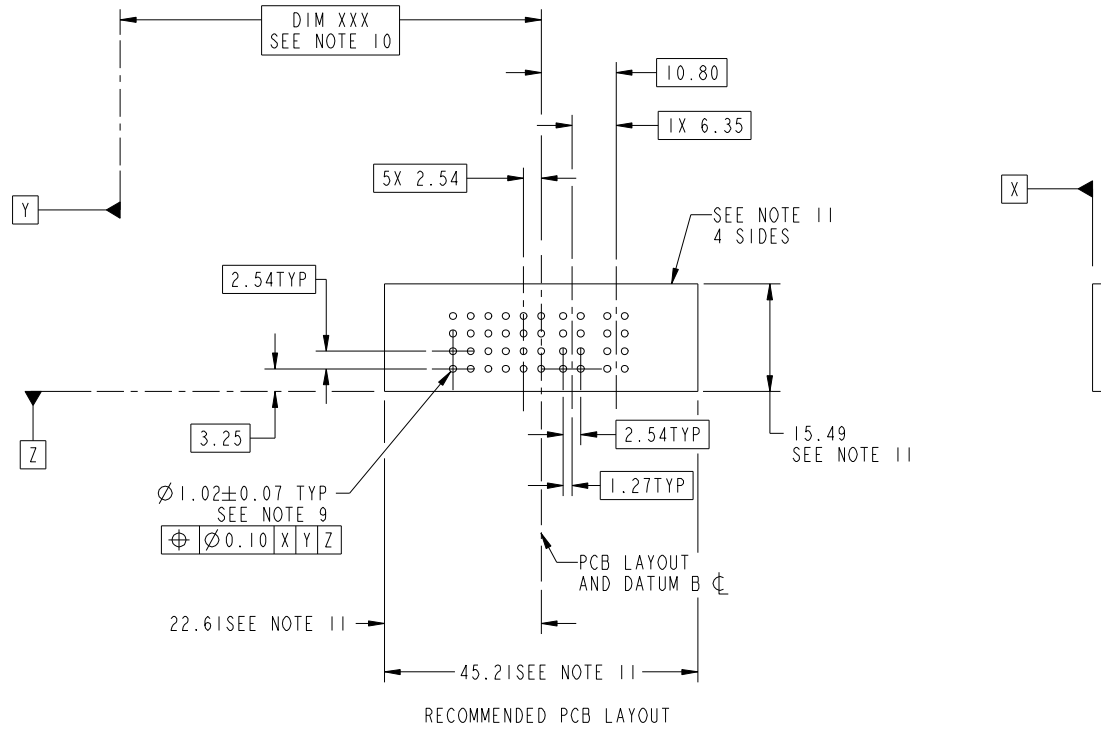 DIM XXX
SEE NOTE 10
10.80
1X 6.35
5X 2.54
Y
X
SEE NOTE 11
4 SIDES
2.54TYP
3.25
Z
2.54TYP
15.49
SEE NOTE 11
1.27TYP
Ø1.02±0.07 TYP
SEE NOTE 9
⌖ Ø0.10 X Y Z
PCB LAYOUT
AND DATUM B ℄
22.61SEE NOTE 11
45.21SEE NOTE 11
RECOMMENDED PCB LAYOUT